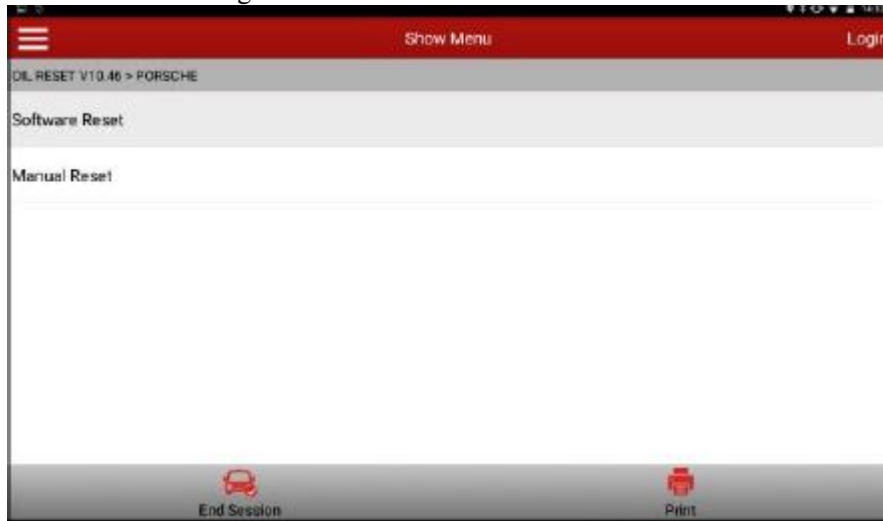 Show Menu
Login
OIL RESET V10.46 > PORSCHE
Software Reset
Manual Reset
End Session
Print